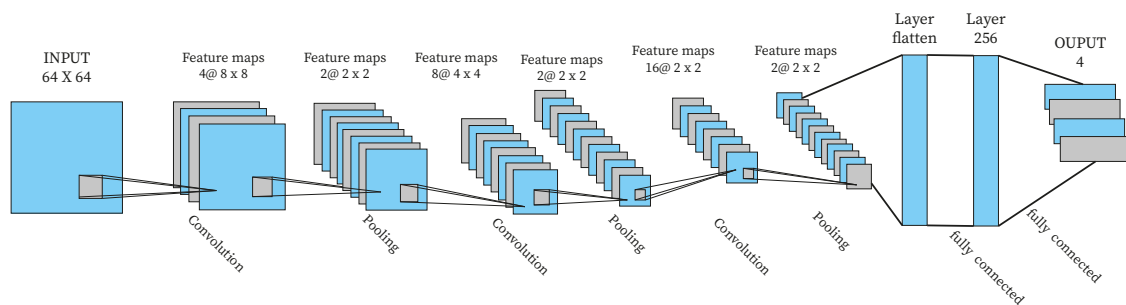 INPUT
64 X 64
Feature maps
4@ 8 x 8
Feature maps
2@ 2 x 2
Feature maps
8@ 4 x 4
Feature maps
2@ 2 x 2
Feature maps
16@ 2 x 2
Feature maps
2@ 2 x 2
Layer
flatten
Layer
256
OUPUT
4
Convolution
Pooling
Convolution
Pooling
Convolution
Pooling
fully connected
fully connected